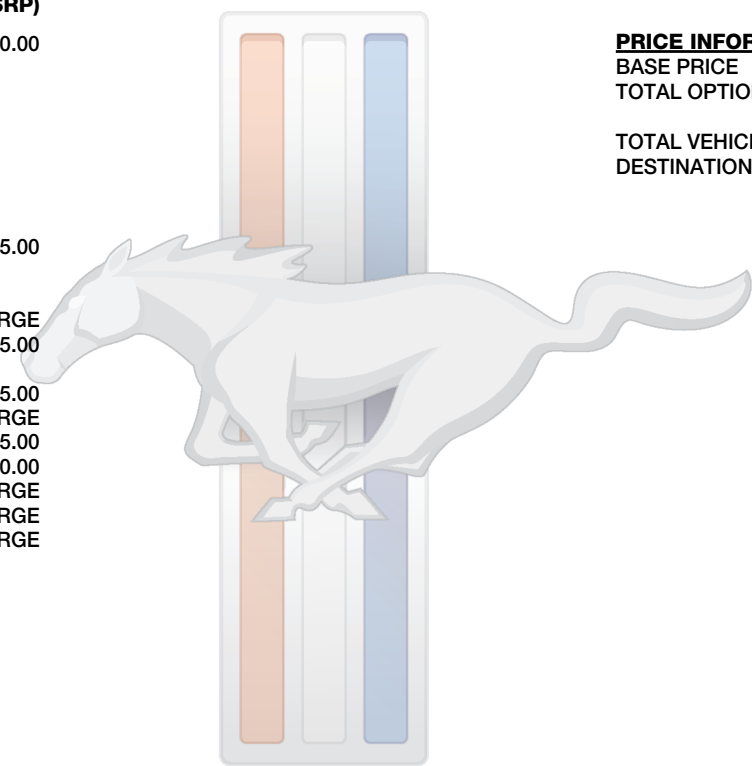 SRP)
0.00
5.00
RGE
5.00
5.00
RGE
5.00
0.00
RGE
RGE
RGE
PRICE INFOR
BASE PRICE
TOTAL OPTIO
TOTAL VEHICL
DESTINATION